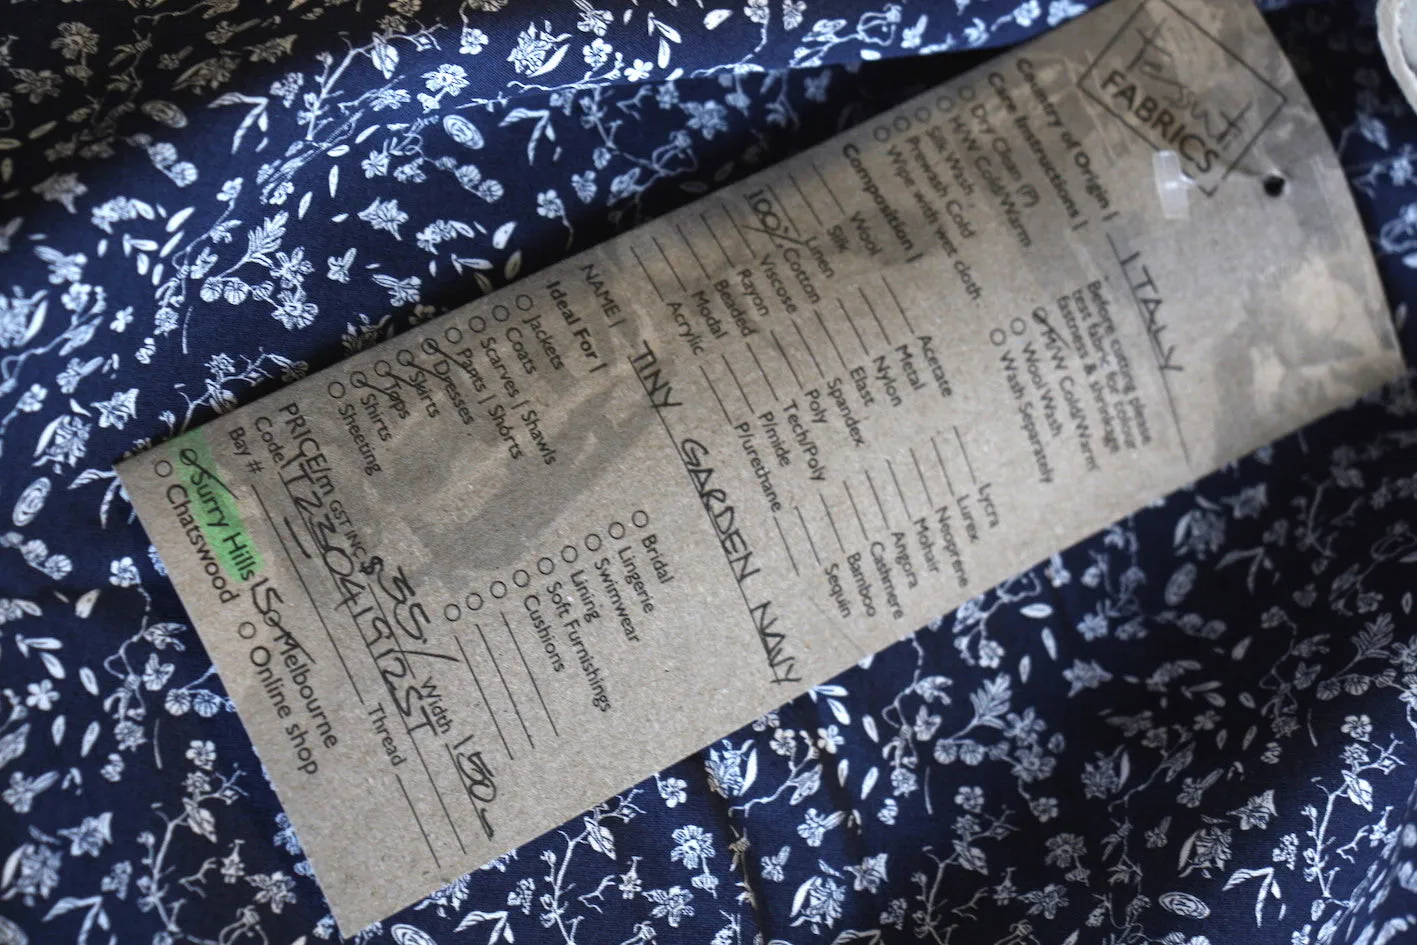 Tessuti
FABRICS
Country of Origin | ITALY
Care Instructions |
Before cutting please
test fabric for colour
fastness & shrinkage
Dry Clean (P)
M/W Cold/Warm
HW Cold/Warm
Wool Wash
Silk Wash
Wash Separately
Prewash Cold
Wipe with wet cloth.
Composition |
Wool
Acetate
Lycra
Silk
Metal
Lurex
Linen
Nylon
Neoprene
100% Cotton
Elast
Mohair
Viscose
Spandex
Angora
Rayon
Poly
Cashmere
Beaded
Tech/Poly
Bamboo
Modal
P/mide
Sequin
Acrylic
P/urethane
NAME | TINY GARDEN NAVY
Ideal For |
Jackets
Bridal
Coats
Lingerie
Scarves | Shawls
Swimwear
Pants | Shorts
Lining
Dresses
Soft Furnishings
Skirts
Cushions
Tops
Shirts
Sheeting
PRICE/m GST INC $35/ Width 150
Code
Bay #
Thread
Surry Hills
Melbourne
Chatswood
Online shop